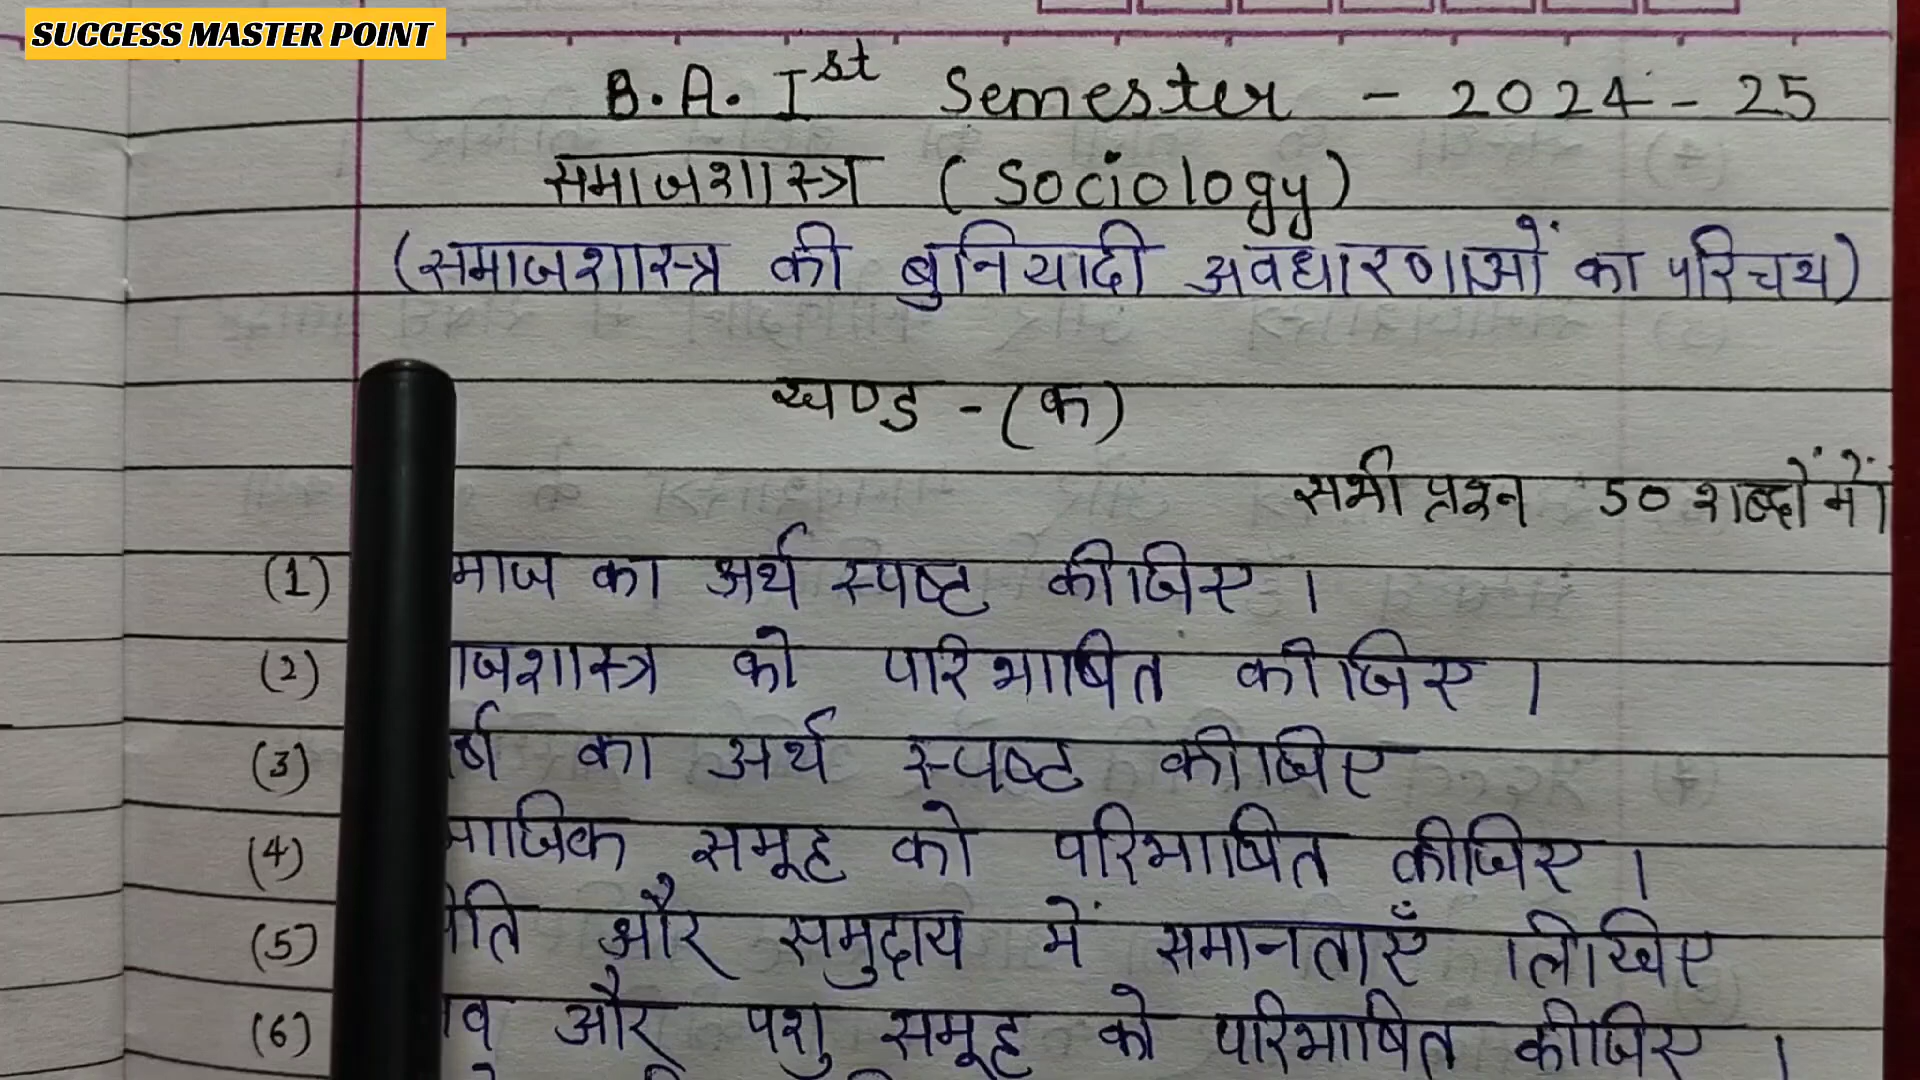 SUCCESS MASTER POINT
B.A. Ist Semester - 2024-25
समाजशास्त्र (Sociology)
(समाजशास्त्र की बुनियादी अवधारणाओं का परिचय)
खण्ड - (क)
सभी प्रश्न 50 शब्दों में।
(1) माज का अर्थ स्पष्ट कीजिए ।
(2) ाजशास्त्र को परिभाषित कीजिए ।
(3) र्ष का अर्थ स्पष्ट कीजिए
(4) माजिक समूह को परिभाषित कीजिए ।
(5) और समुदाय में समानताएँ लिखिए
(6) और पशु समूह को परिभाषित कीजिए ।